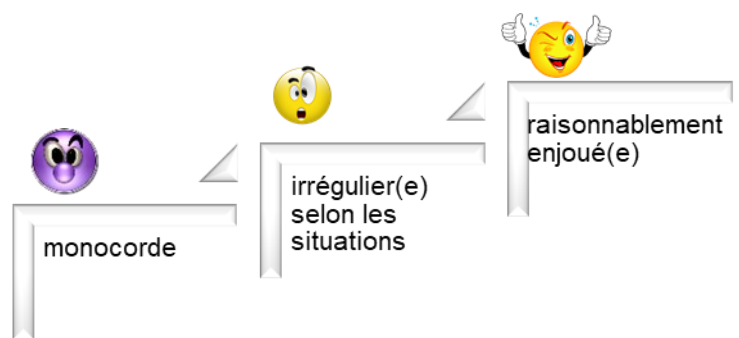 monocorde
irrégulier(e)
selon les
situations
raisonnablement
enjoué(e)